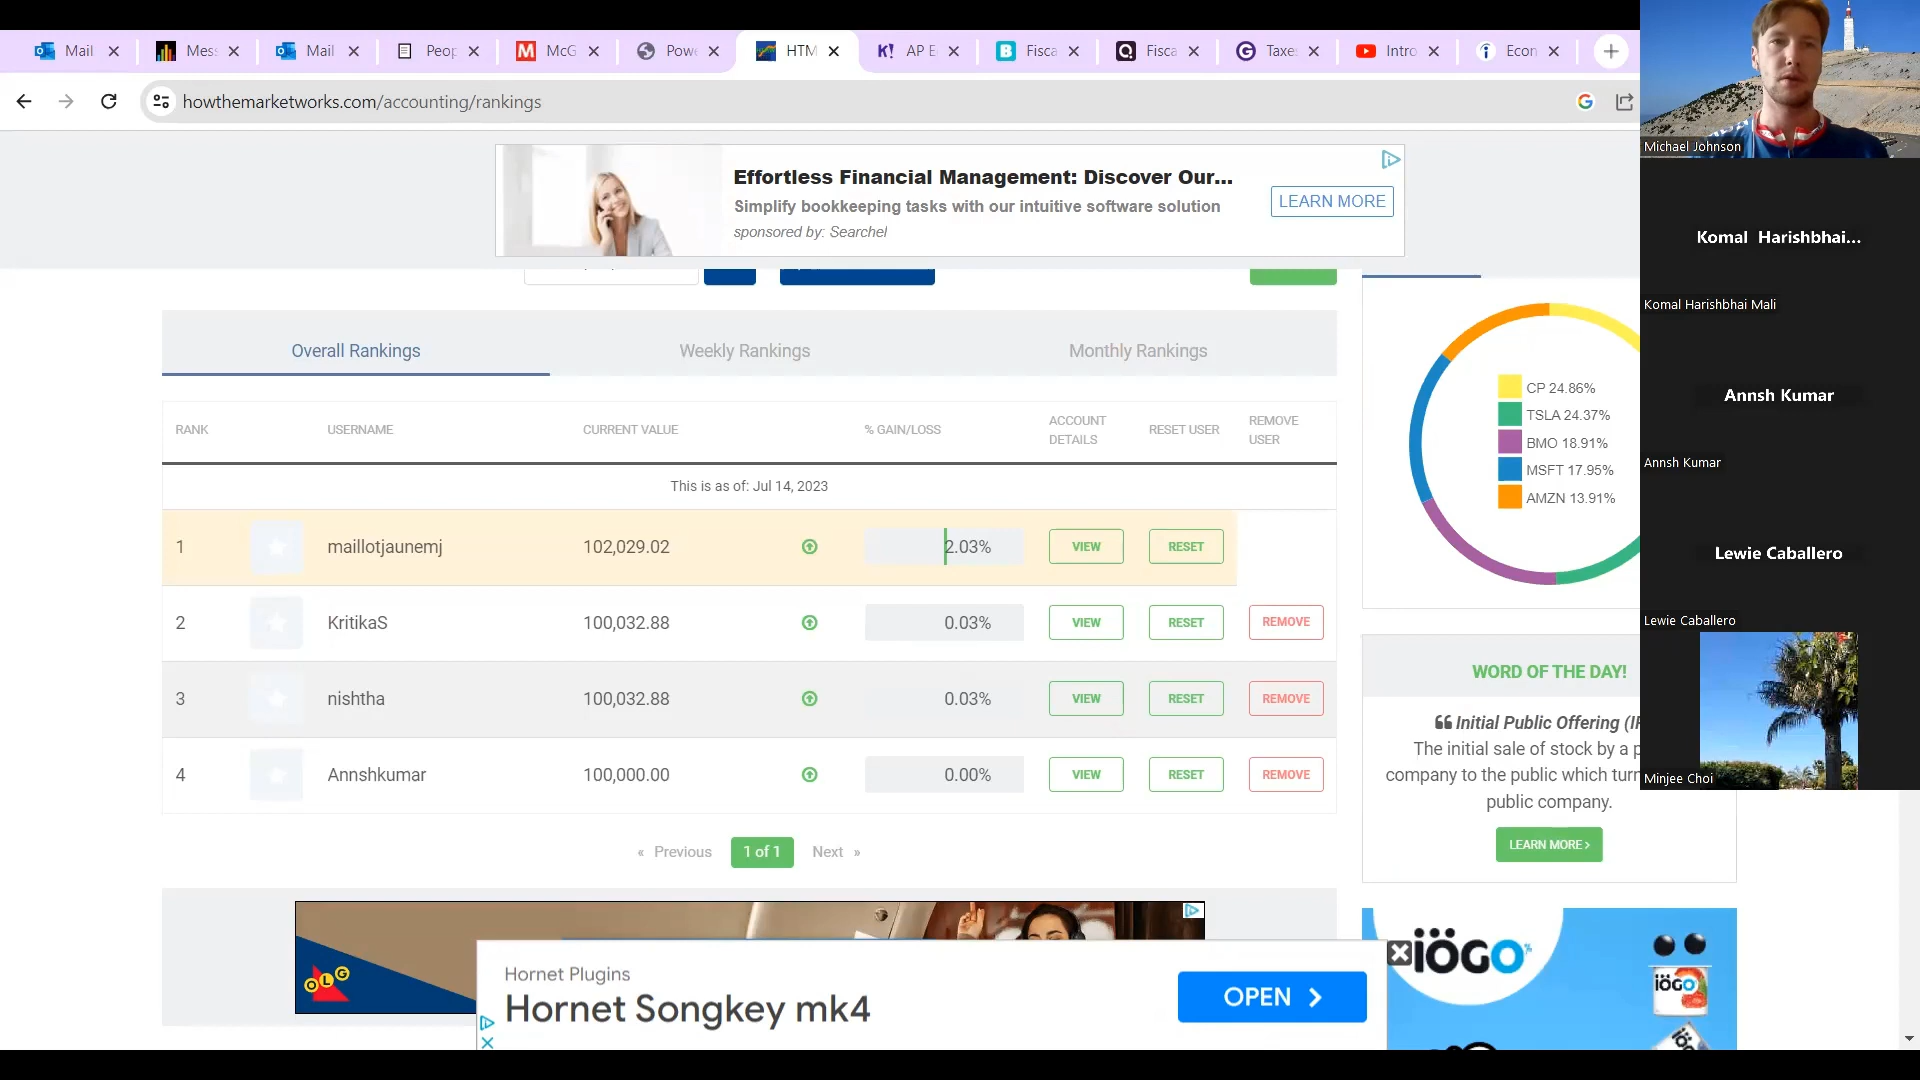 Mail
Mess
Mail
Peop
McG
Powe
HTM
AP E
Fisca
Fisca
Taxe
Intro
Econ
howthemarketworks.com/accounting/rankings
Effortless Financial Management: Discover Our...
Simplify bookkeeping tasks with our intuitive software solution
sponsored by: Searchel
LEARN MORE
Overall Rankings
Weekly Rankings
Monthly Rankings
RANK USERNAME CURRENT VALUE % GAIN/LOSS ACCOUNT DETAILS RESET USER REMOVE USER
This is as of: Jul 14, 2023
1 maillotjaunemj 102,029.02 2.03% VIEW RESET
2 KritikaS 100,032.88 0.03% VIEW RESET REMOVE
3 nishtha 100,032.88 0.03% VIEW RESET REMOVE
4 Annshkumar 100,000.00 0.00% VIEW RESET REMOVE
« Previous 1 of 1 Next »
CP 24.86%
TSLA 24.37%
BMO 18.91%
MSFT 17.95%
AMZN 13.91%
WORD OF THE DAY!
Initial Public Offering (I
The initial sale of stock by a p
company to the public which turn
public company.
LEARN MORE >
OLG
Hornet Plugins
Hornet Songkey mk4
OPEN
iöGO
iöGO
Michael Johnson
Komal Harishbhai...
Komal Harishbhai Mali
Annsh Kumar
Annsh Kumar
Lewie Caballero
Lewie Caballero
Minjee Choi